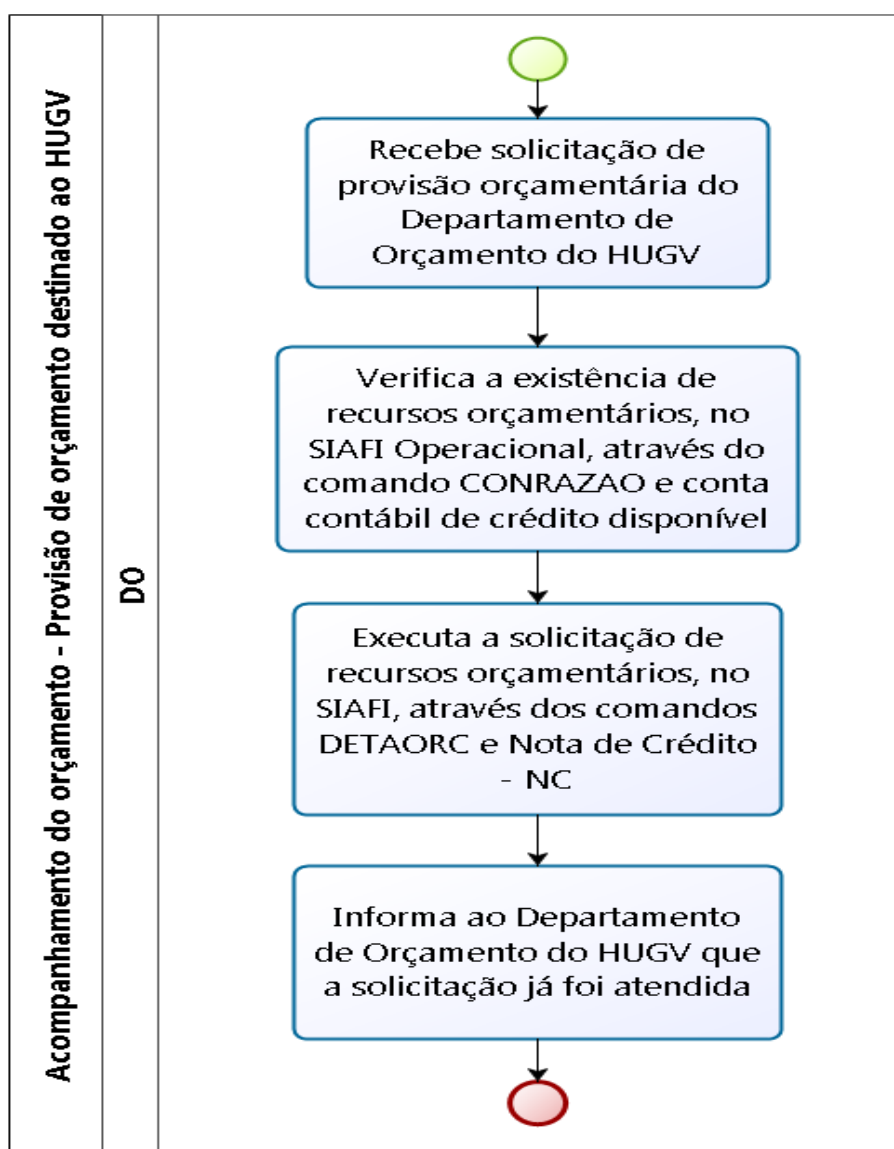 Acompanhamento do orçamento - Provisão de orçamento destinado ao HUGV
DO
Recebe solicitação de
provisão orçamentária do
Departamento de
Orçamento do HUGV
Verifica a existência de
recursos orçamentários, no
SIAFI Operacional, através do
comando CONRAZAO e conta
contábil de crédito disponível
Executa a solicitação de
recursos orçamentários, no
SIAFI, através dos comandos
DETAORC e Nota de Crédito
- NC
Informa ao Departamento
de Orçamento do HUGV que
a solicitação já foi atendida